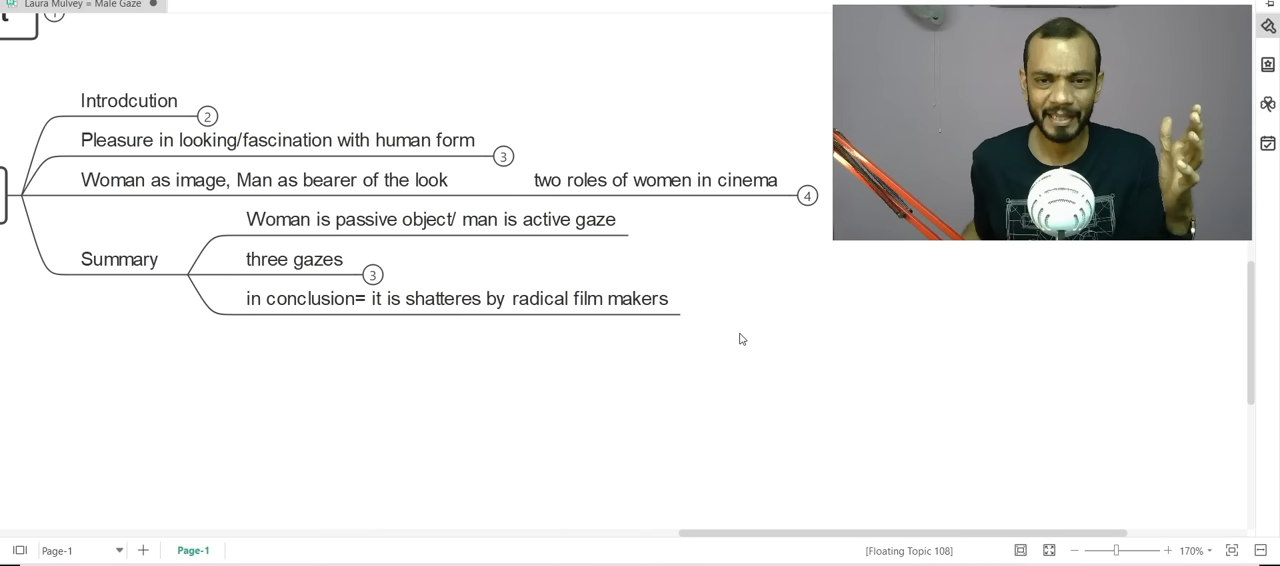 Laura Mulvey = Male Gaze
1
Introdcution
2
Pleasure in looking/fascination with human form
3
Woman as image, Man as bearer of the look two roles of women in cinema
4
Woman is passive object/ man is active gaze
Summary
three gazes
3
in conclusion= it is shatteres by radical film makers
Page-1
Page-1
[Floating Topic 108]
170%